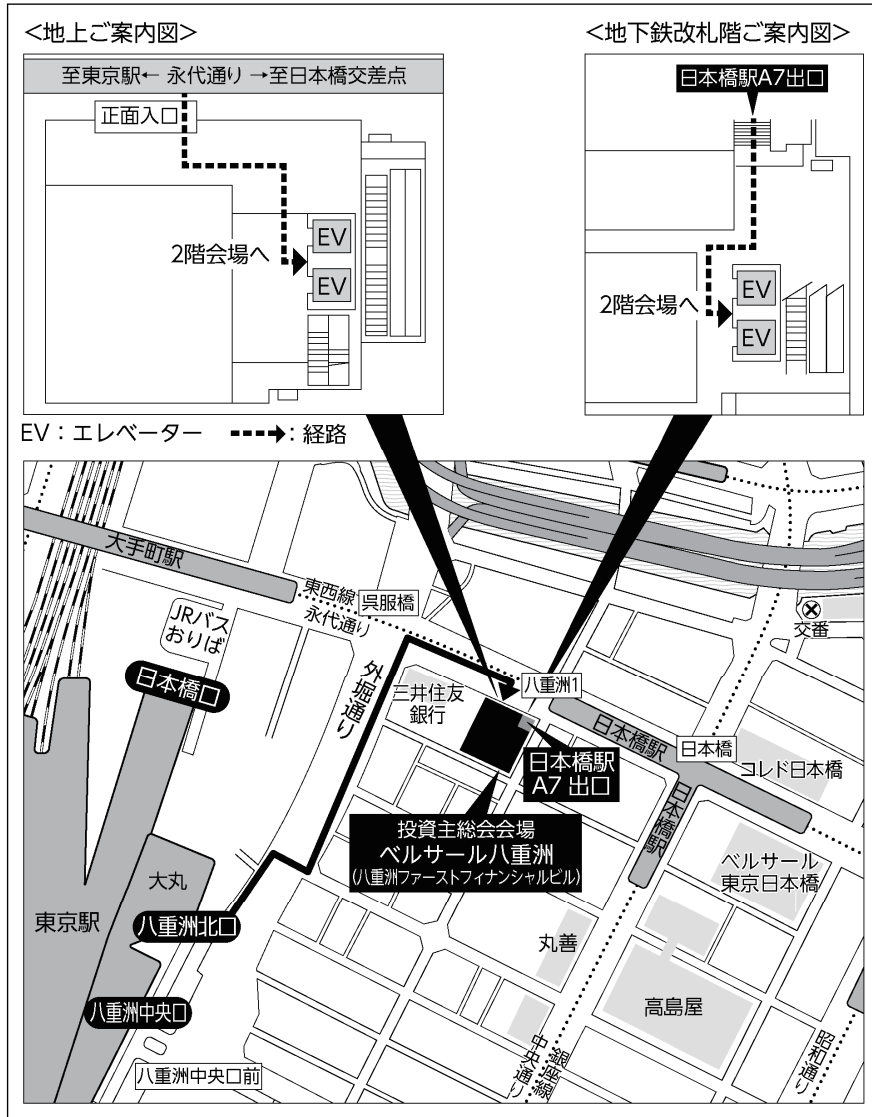 <地上ご案内図>
至東京駅← 永代通り →至日本橋交差点
正面入口
EV
2階会場へ
EV
<地下鉄改札階ご案内図>
日本橋駅A7出口
EV
2階会場へ
EV
EV：エレベーター　：経路
大手町駅
東西線
呉服橋
永代通り
JRバス
おりば
日本橋口
外堀通り
三井住友
銀行
八重洲1
交番
日本橋駅
日本橋
コレド日本橋
日本橋駅
A7 出口
日本橋駅
投資主総会会場
ベルサール八重洲
(八重洲ファーストフィナンシャルビル)
ベルサール
東京日本橋
大丸
東京駅
八重洲北口
丸善
高島屋
八重洲中央口
八重洲中央口前
銀座線
中央通り
昭和通り